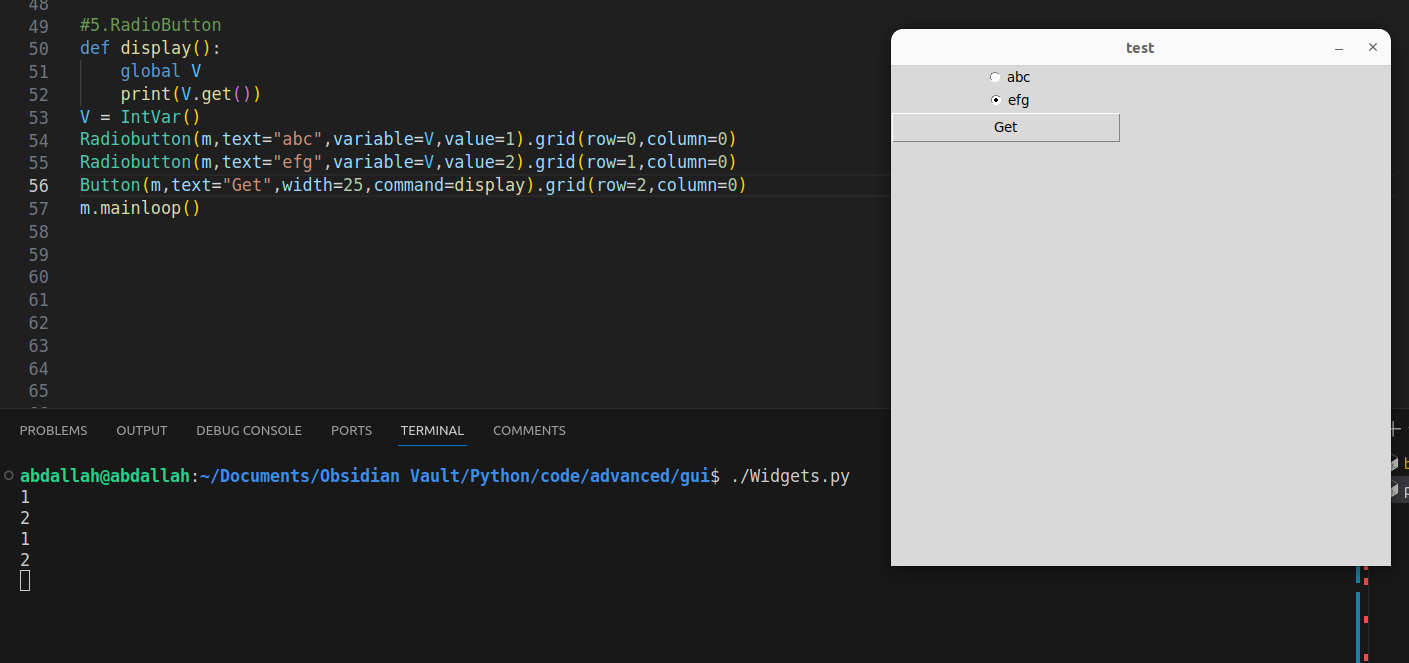 48
49 #5.RadioButton
50 def display():
51 global V
52 print(V.get())
53 V = IntVar()
54 Radiobutton(m,text="abc",variable=V,value=1).grid(row=0,column=0)
55 Radiobutton(m,text="efg",variable=V,value=2).grid(row=1,column=0)
56 Button(m,text="Get",width=25,command=display).grid(row=2,column=0)
57 m.mainloop()
58
59
60
61
62
63
64
65
test
abc
efg
Get
PROBLEMS OUTPUT DEBUG CONSOLE PORTS TERMINAL COMMENTS
abdallah@abdallah:~/Documents/Obsidian Vault/Python/code/advanced/gui$ ./Widgets.py
1
2
1
2